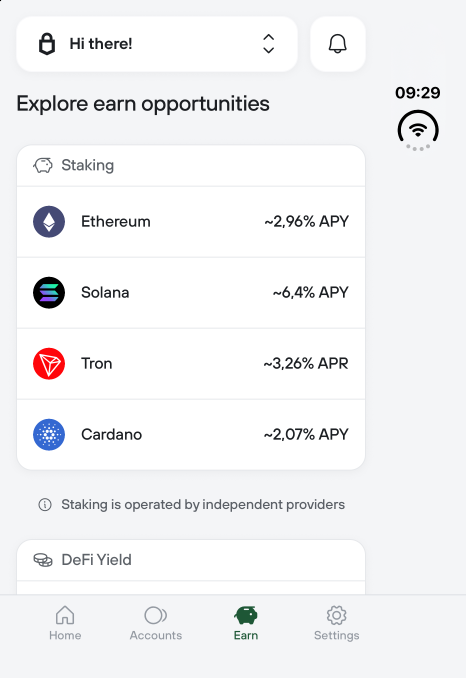 Hi there!
09:29
Explore earn opportunities
Staking
Ethereum ~2,96% APY
Solana ~6,4% APY
Tron ~3,26% APR
Cardano ~2,07% APY
Staking is operated by independent providers
DeFi Yield
Home Accounts Earn Settings